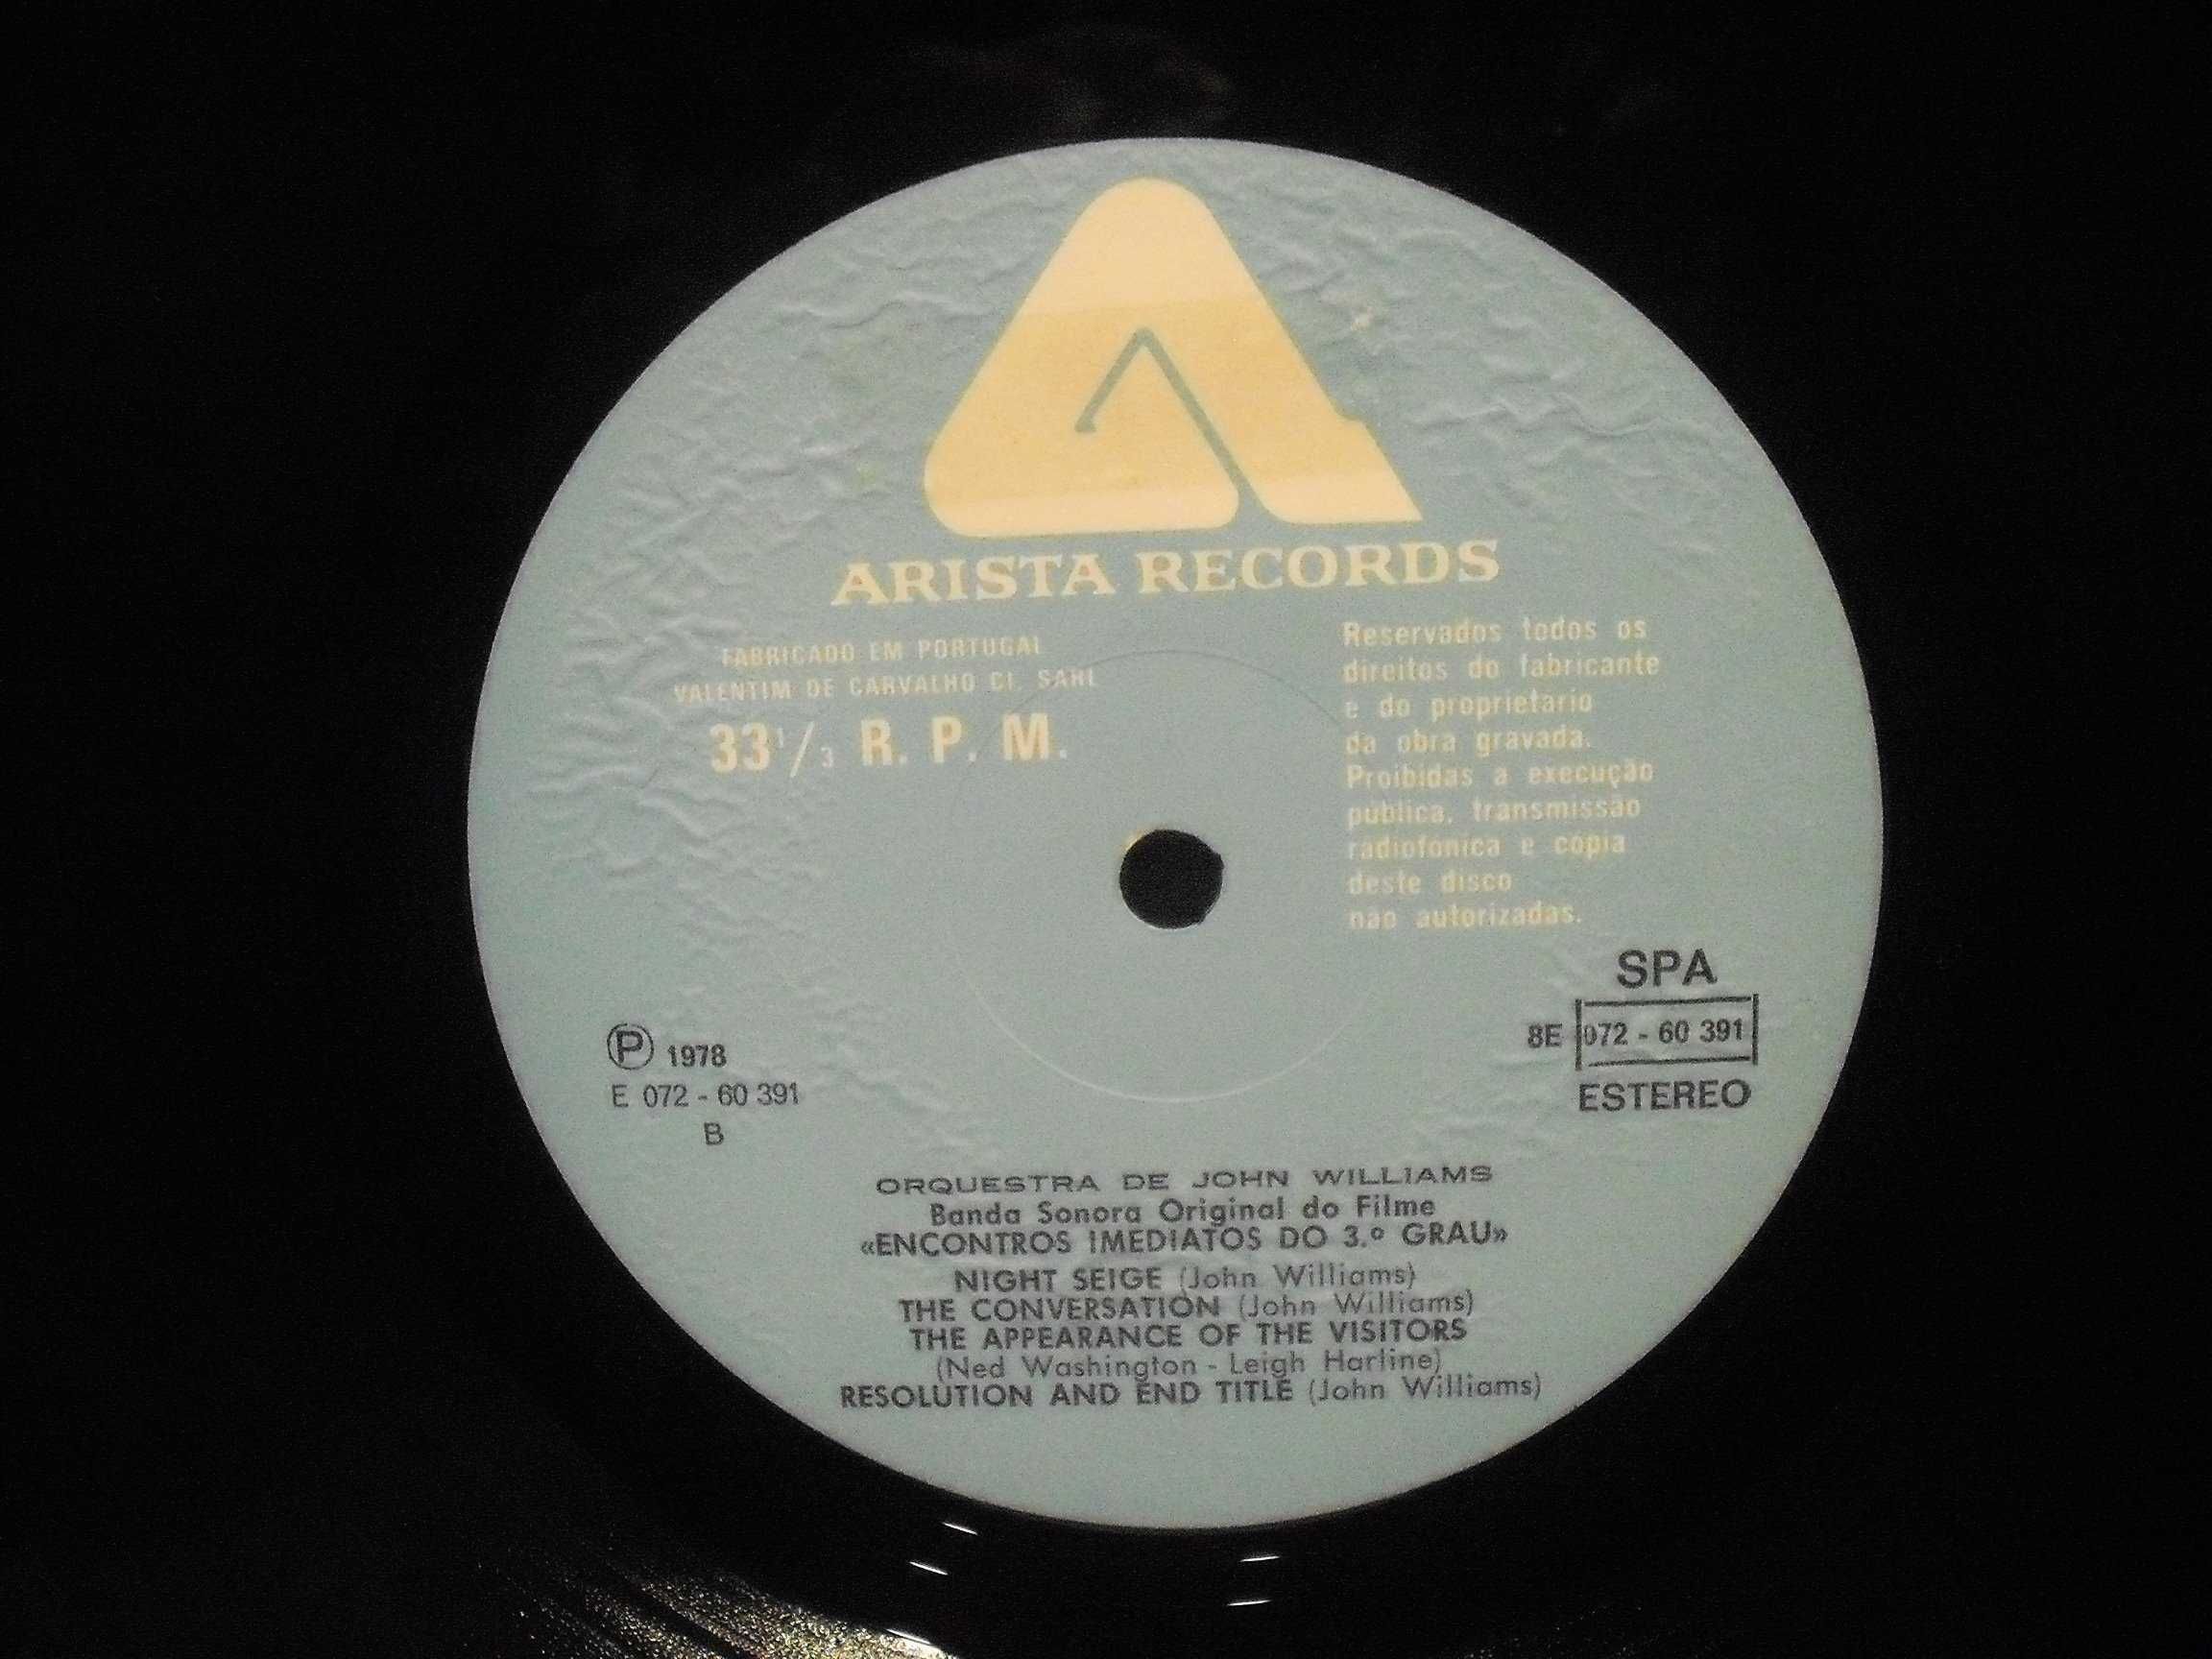 ARISTA RECORDS
FABRICADO EM PORTUGAL
VALENTIM DE CARVALHO CI. SARL
33 1/3 R. P. M.
Reservados todos os
direitos do fabricante
e do proprietário
da obra gravada.
Proibidas a execução
pública, transmissão
radiofónica e cópia
deste disco
não autorizadas.
SPA
8E 072 - 60 391
ESTEREO
Ⓟ 1978
E 072 - 60 391
B
ORQUESTRA DE JOHN WILLIAMS
Banda Sonora Original do Filme
«ENCONTROS IMEDIATOS DO 3.º GRAU»
NIGHT SEIGE (John Williams)
THE CONVERSATION (John Williams)
THE APPEARANCE OF THE VISITORS
(Ned Washington - Leigh Harline)
RESOLUTION AND END TITLE (John Williams)